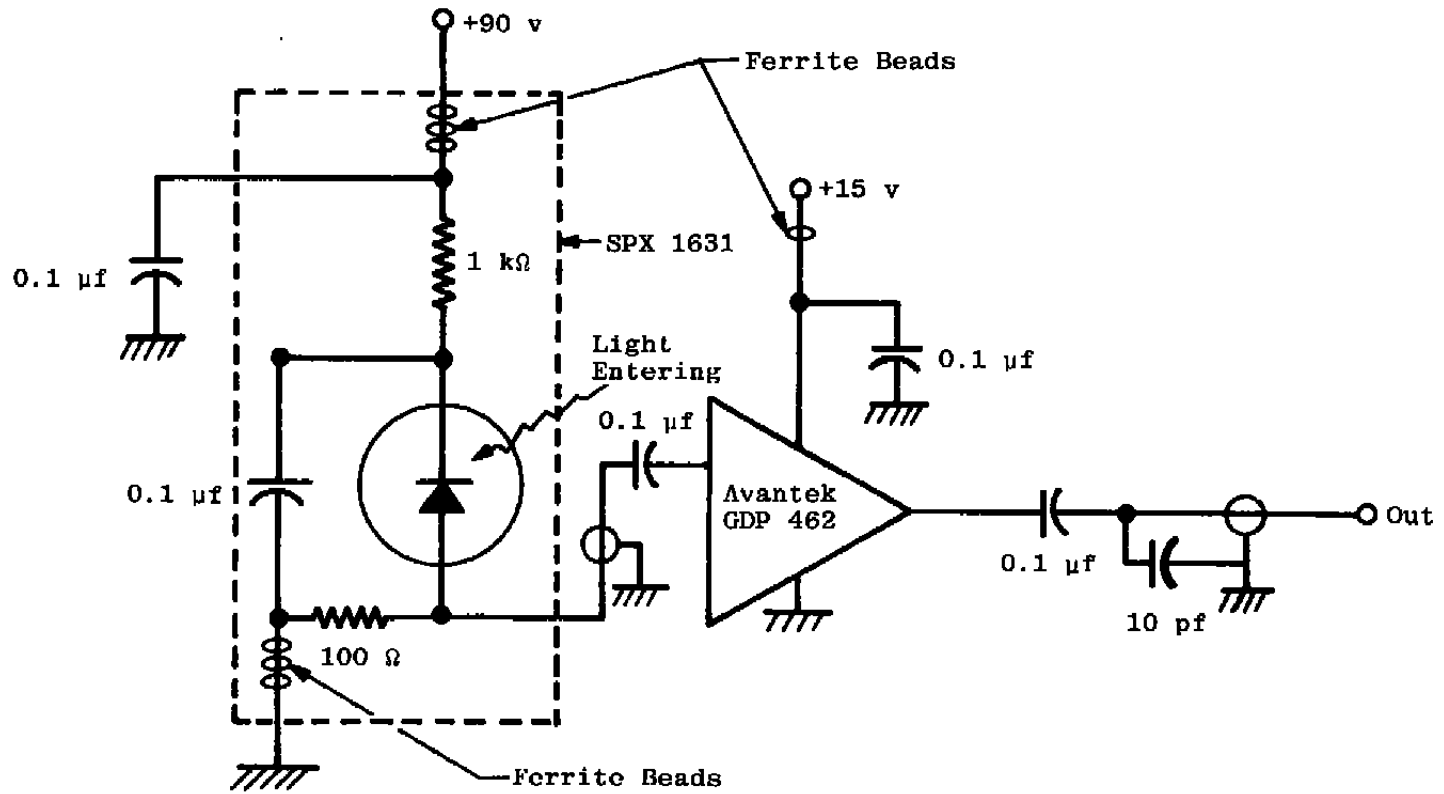 +90 v
Ferrite Beads
+15 v
SPX 1631
0.1 µf
1 kΩ
Light
Entering
0.1 µf
0.1 µf
0.1 µf
Avantek
GDP 462
Out
0.1 µf
10 pf
100 Ω
Ferrite Beads